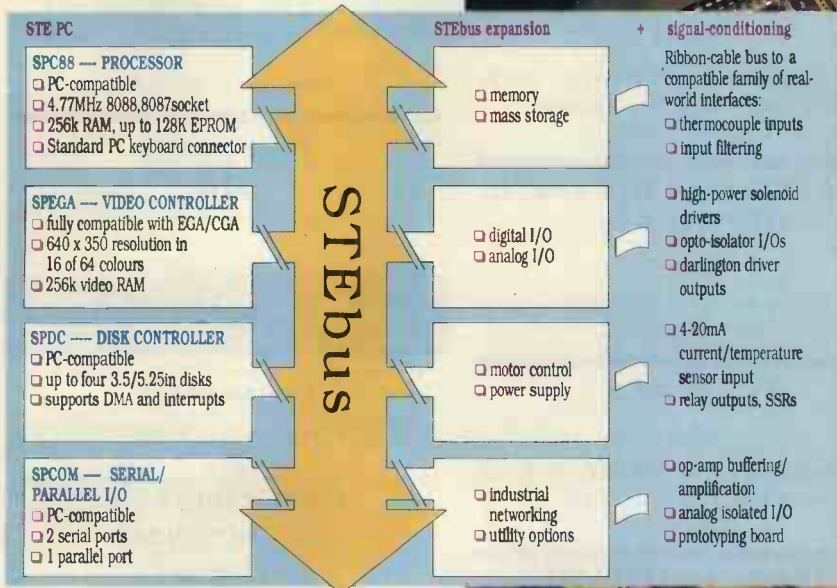 STE PC
SPC88 --- PROCESSOR
❑ PC-compatible
❑ 4.77MHz 8088,8087socket
❑ 256k RAM, up to 128K EPROM
❑ Standard PC keyboard connector
SPEGA --- VIDEO CONTROLLER
❑ fully compatible with EGA/CGA
❑ 640 x 350 resolution in
16 of 64 colours
❑ 256k video RAM
SPDC --- DISK CONTROLLER
❑ PC-compatible
❑ up to four 3.5/5.25in disks
❑ supports DMA and interrupts
SPCOM — SERIAL/
PARALLEL I/O
❑ PC-compatible
❑ 2 serial ports
❑ 1 parallel port
STEbus
STEbus expansion
❑ memory
❑ mass storage
❑ digital I/O
❑ analog I/O
❑ motor control
❑ power supply
❑ industrial
networking
❑ utility options
+ signal-conditioning
Ribbon-cable bus to a
compatible family of real-
world interfaces:
❑ thermocouple inputs
❑ input filtering
❑ high-power solenoid
drivers
❑ opto-isolator I/Os
❑ darlington driver
outputs
❑ 4-20mA
current/temperature
sensor input
❑ relay outputs, SSRs
❑ op-amp buffering/
amplification
❑ analog isolated I/O
❑ prototyping board